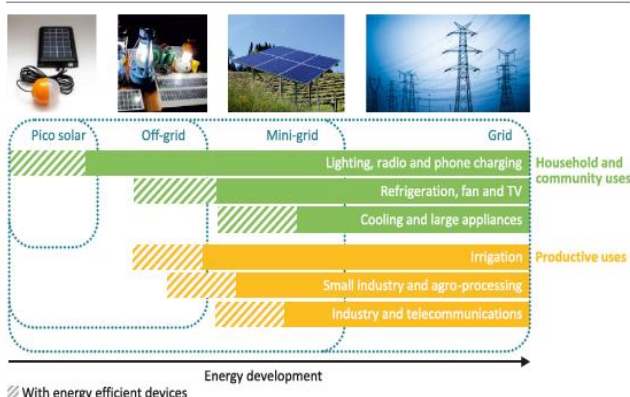 Pico solar
Off-grid
Mini-grid
Grid
Lighting, radio and phone charging
Household and
community uses
Refrigeration, fan and TV
Cooling and large appliances
Irrigation
Productive uses
Small industry and agro-processing
Industry and telecommunications
Energy development
With energy efficient devices